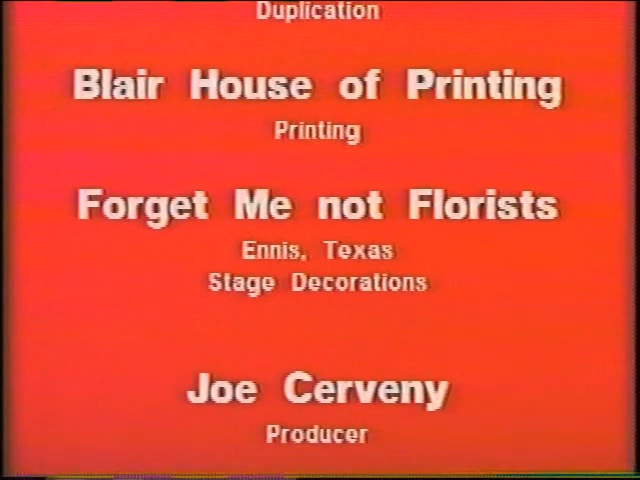 Duplication
Blair House of Printing
Printing
Forget Me not Florists
Ennis, Texas
Stage Decorations
Joe Cerveny
Producer